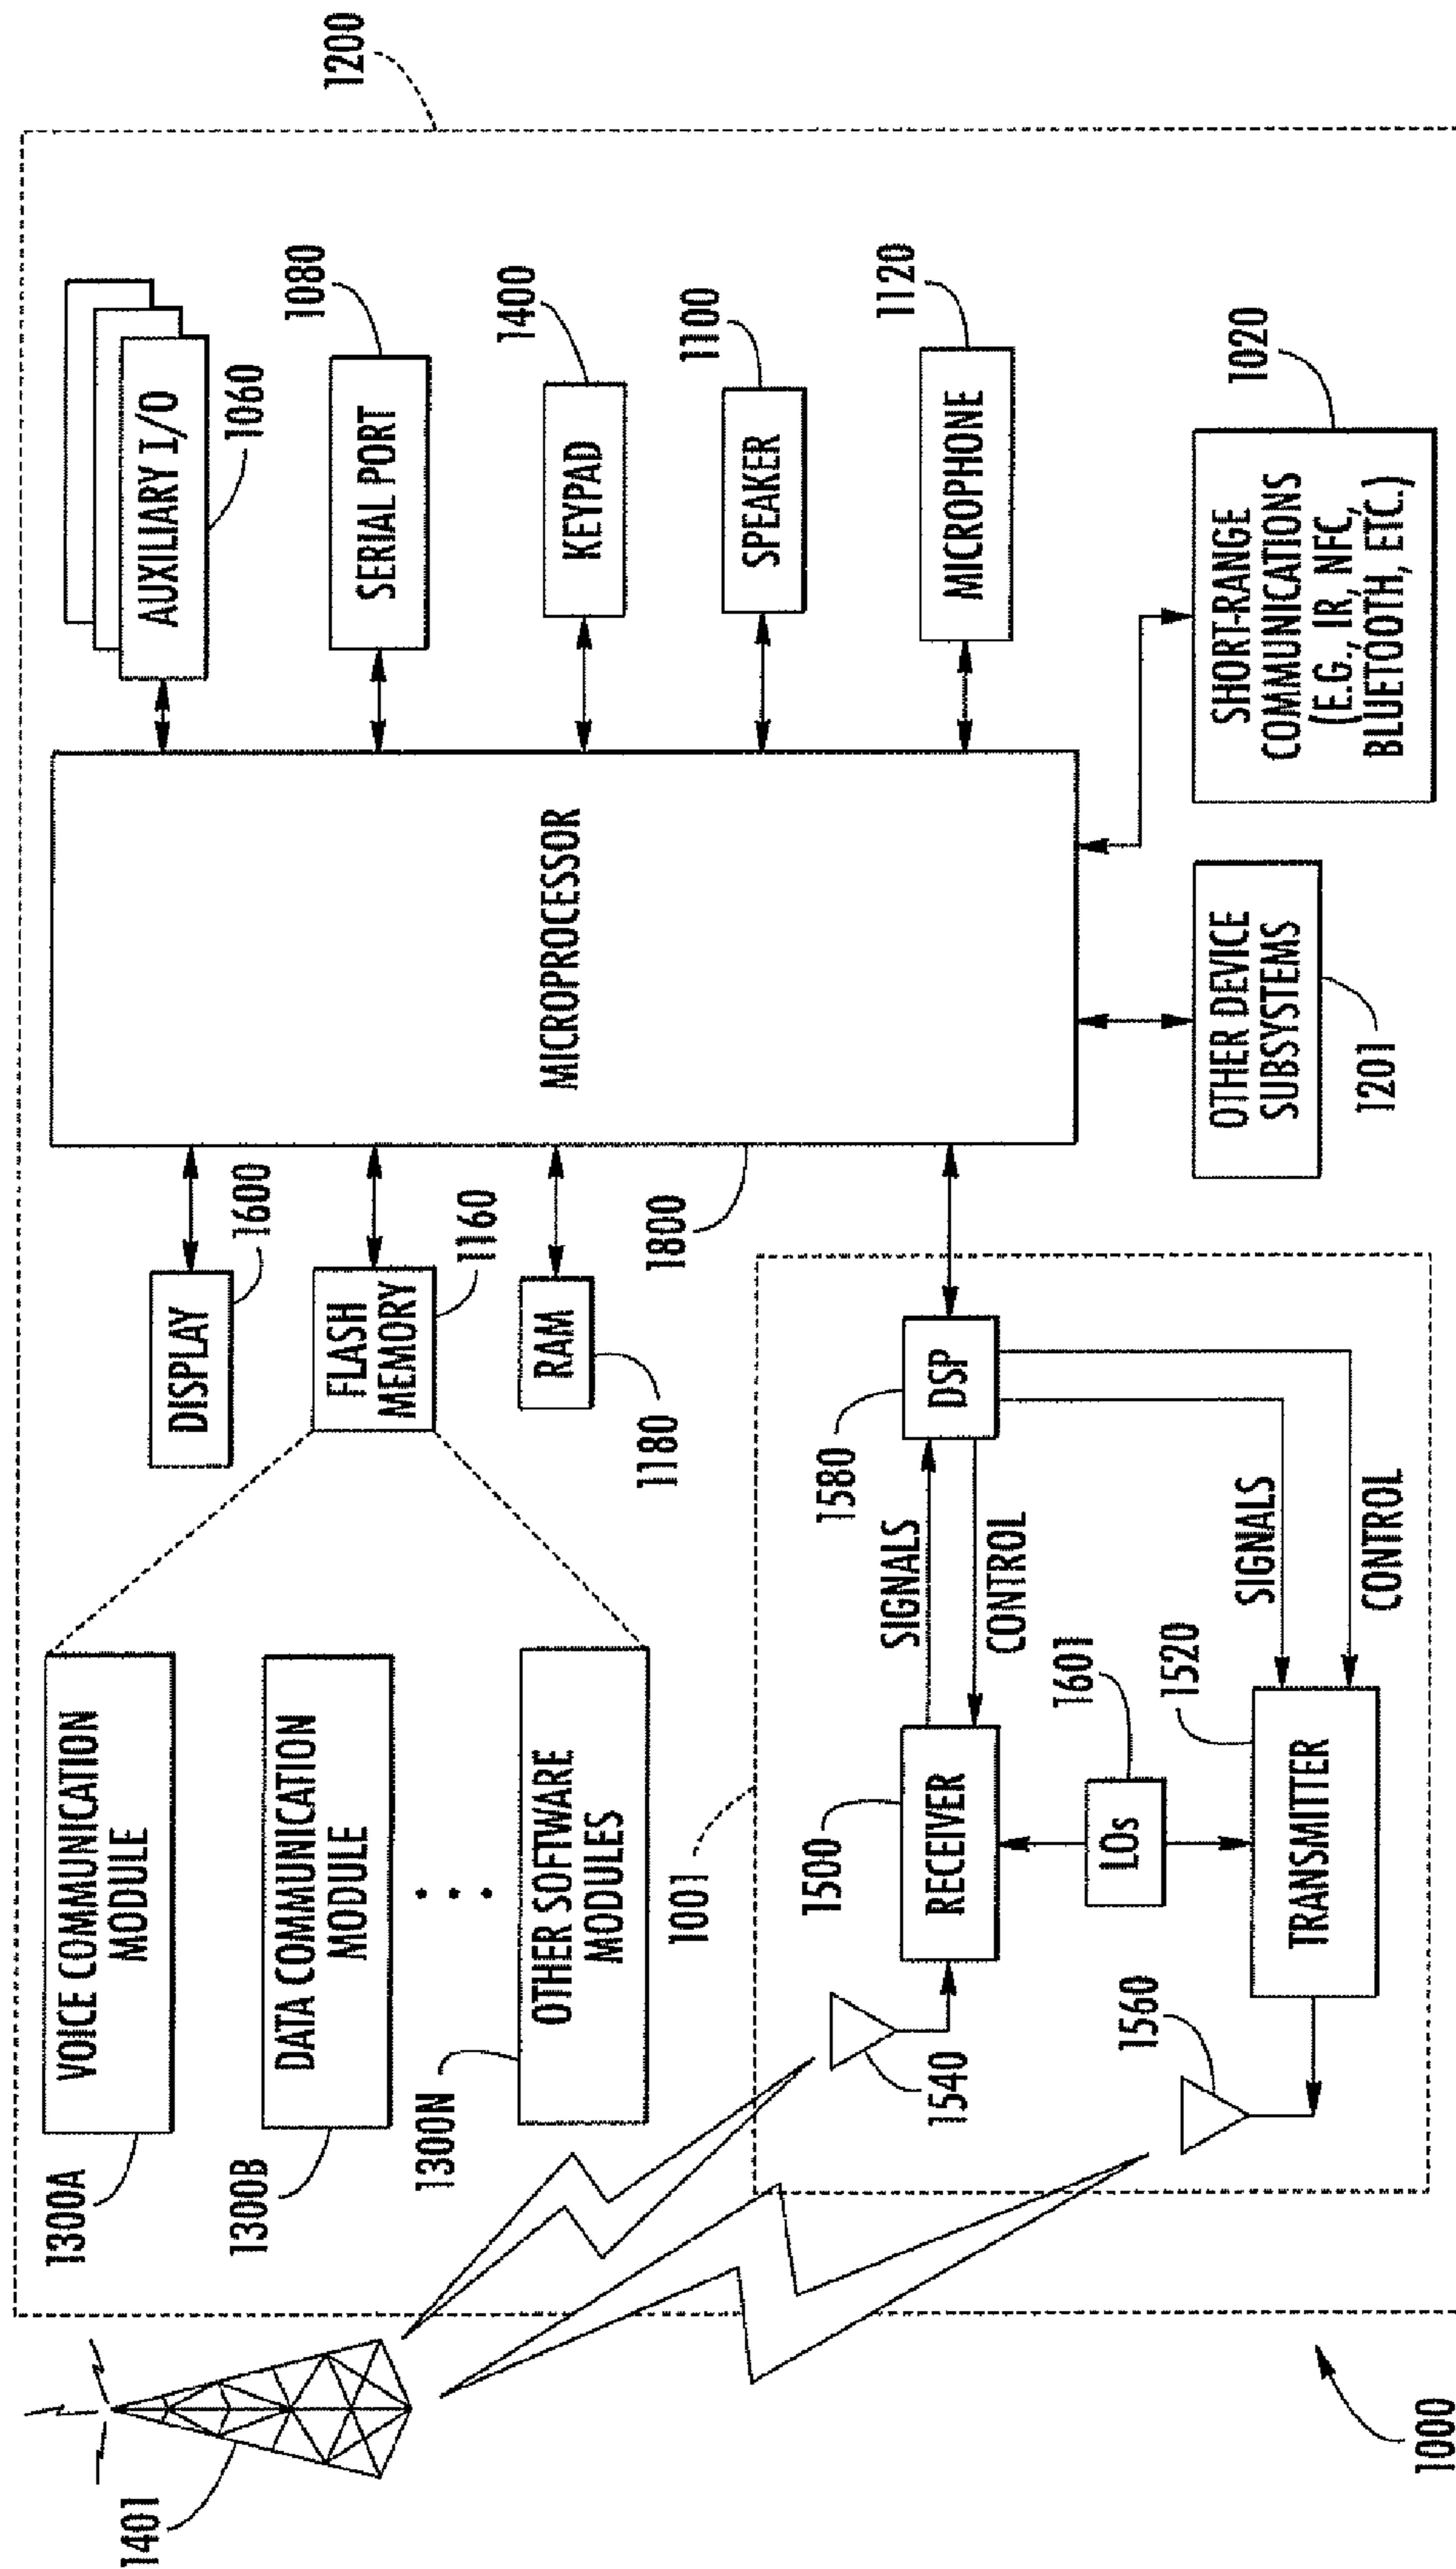 1200
AUXILIARY I/O
1060
SERIAL PORT
1080
KEYPAD
1400
SPEAKER
1100
MICROPHONE
1120
SHORT-RANGE
COMMUNICATIONS
(E.G., IR, NFC,
BLUETOOTH, ETC.)
1020
MICROPROCESSOR
1800
OTHER DEVICE
SUBSYSTEMS
1201
DISPLAY
1600
FLASH
MEMORY
1160
RAM
1180
VOICE COMMUNICATION
MODULE
1300A
DATA COMMUNICATION
MODULE
1300B
OTHER SOFTWARE
MODULES
1300N
1001
DSP
1580
SIGNALS
CONTROL
SIGNALS
CONTROL
RECEIVER
1500
LOs
1601
TRANSMITTER
1520
1540
1560
1401
1000